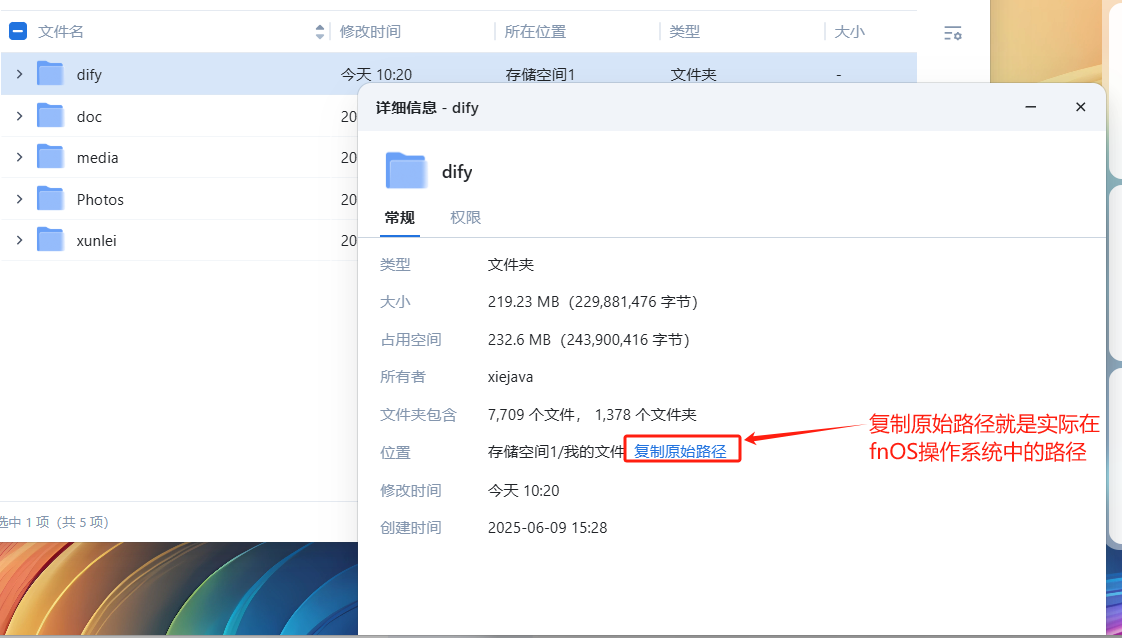 文件名 修改时间 所在位置 类型 大小
dify 今天 10:20 存储空间1 文件夹 -
doc 20
media 20
Photos 20
xunlei 20
选中 1 项（共 5 项）
详细信息 - dify
dify
常规 权限
类型 文件夹
大小 219.23 MB（229,881,476 字节）
占用空间 232.6 MB（243,900,416 字节）
所有者 xiejava
文件夹包含 7,709 个文件， 1,378 个文件夹
位置 存储空间1/我的文件 复制原始路径
修改时间 今天 10:20
创建时间 2025-06-09 15:28
复制原始路径就是实际在
fnOS操作系统中的路径